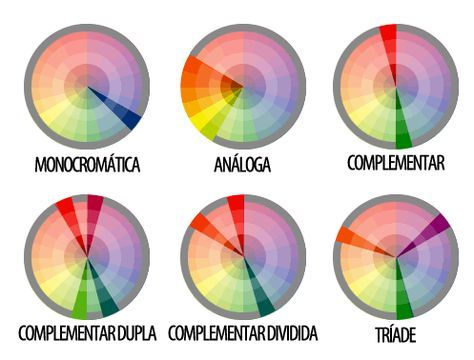 MONOCROMÁTICA
ANÁLOGA
COMPLEMENTAR
COMPLEMENTAR DUPLA
COMPLEMENTAR DIVIDIDA
TRÍADE